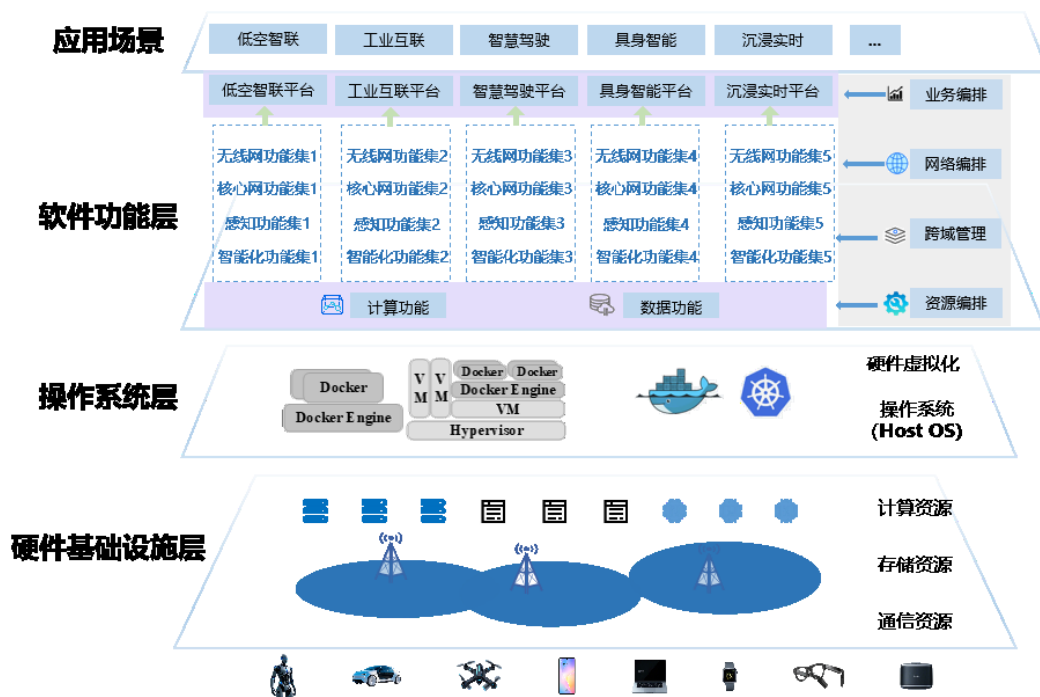 应用场景
低空智联
工业互联
智慧驾驶
具身智能
沉浸实时
...
低空智联平台
工业互联平台
智慧驾驶平台
具身智能平台
沉浸实时平台
业务编排
软件功能层
无线网功能集1
无线网功能集2
无线网功能集3
无线网功能集4
无线网功能集5
网络编排
核心网功能集1
核心网功能集2
核心网功能集3
核心网功能集4
核心网功能集5
感知功能集1
感知功能集2
感知功能集3
感知功能集4
感知功能集5
跨域管理
智能化功能集1
智能化功能集2
智能化功能集3
智能化功能集4
智能化功能集5
计算功能
数据功能
资源编排
操作系统层
Docker
Docker Engine
VM
VM
Docker
Docker
Docker Engine
VM
Hypervisor
硬件虚拟化
操作系统
(Host OS)
硬件基础设施层
计算资源
存储资源
通信资源